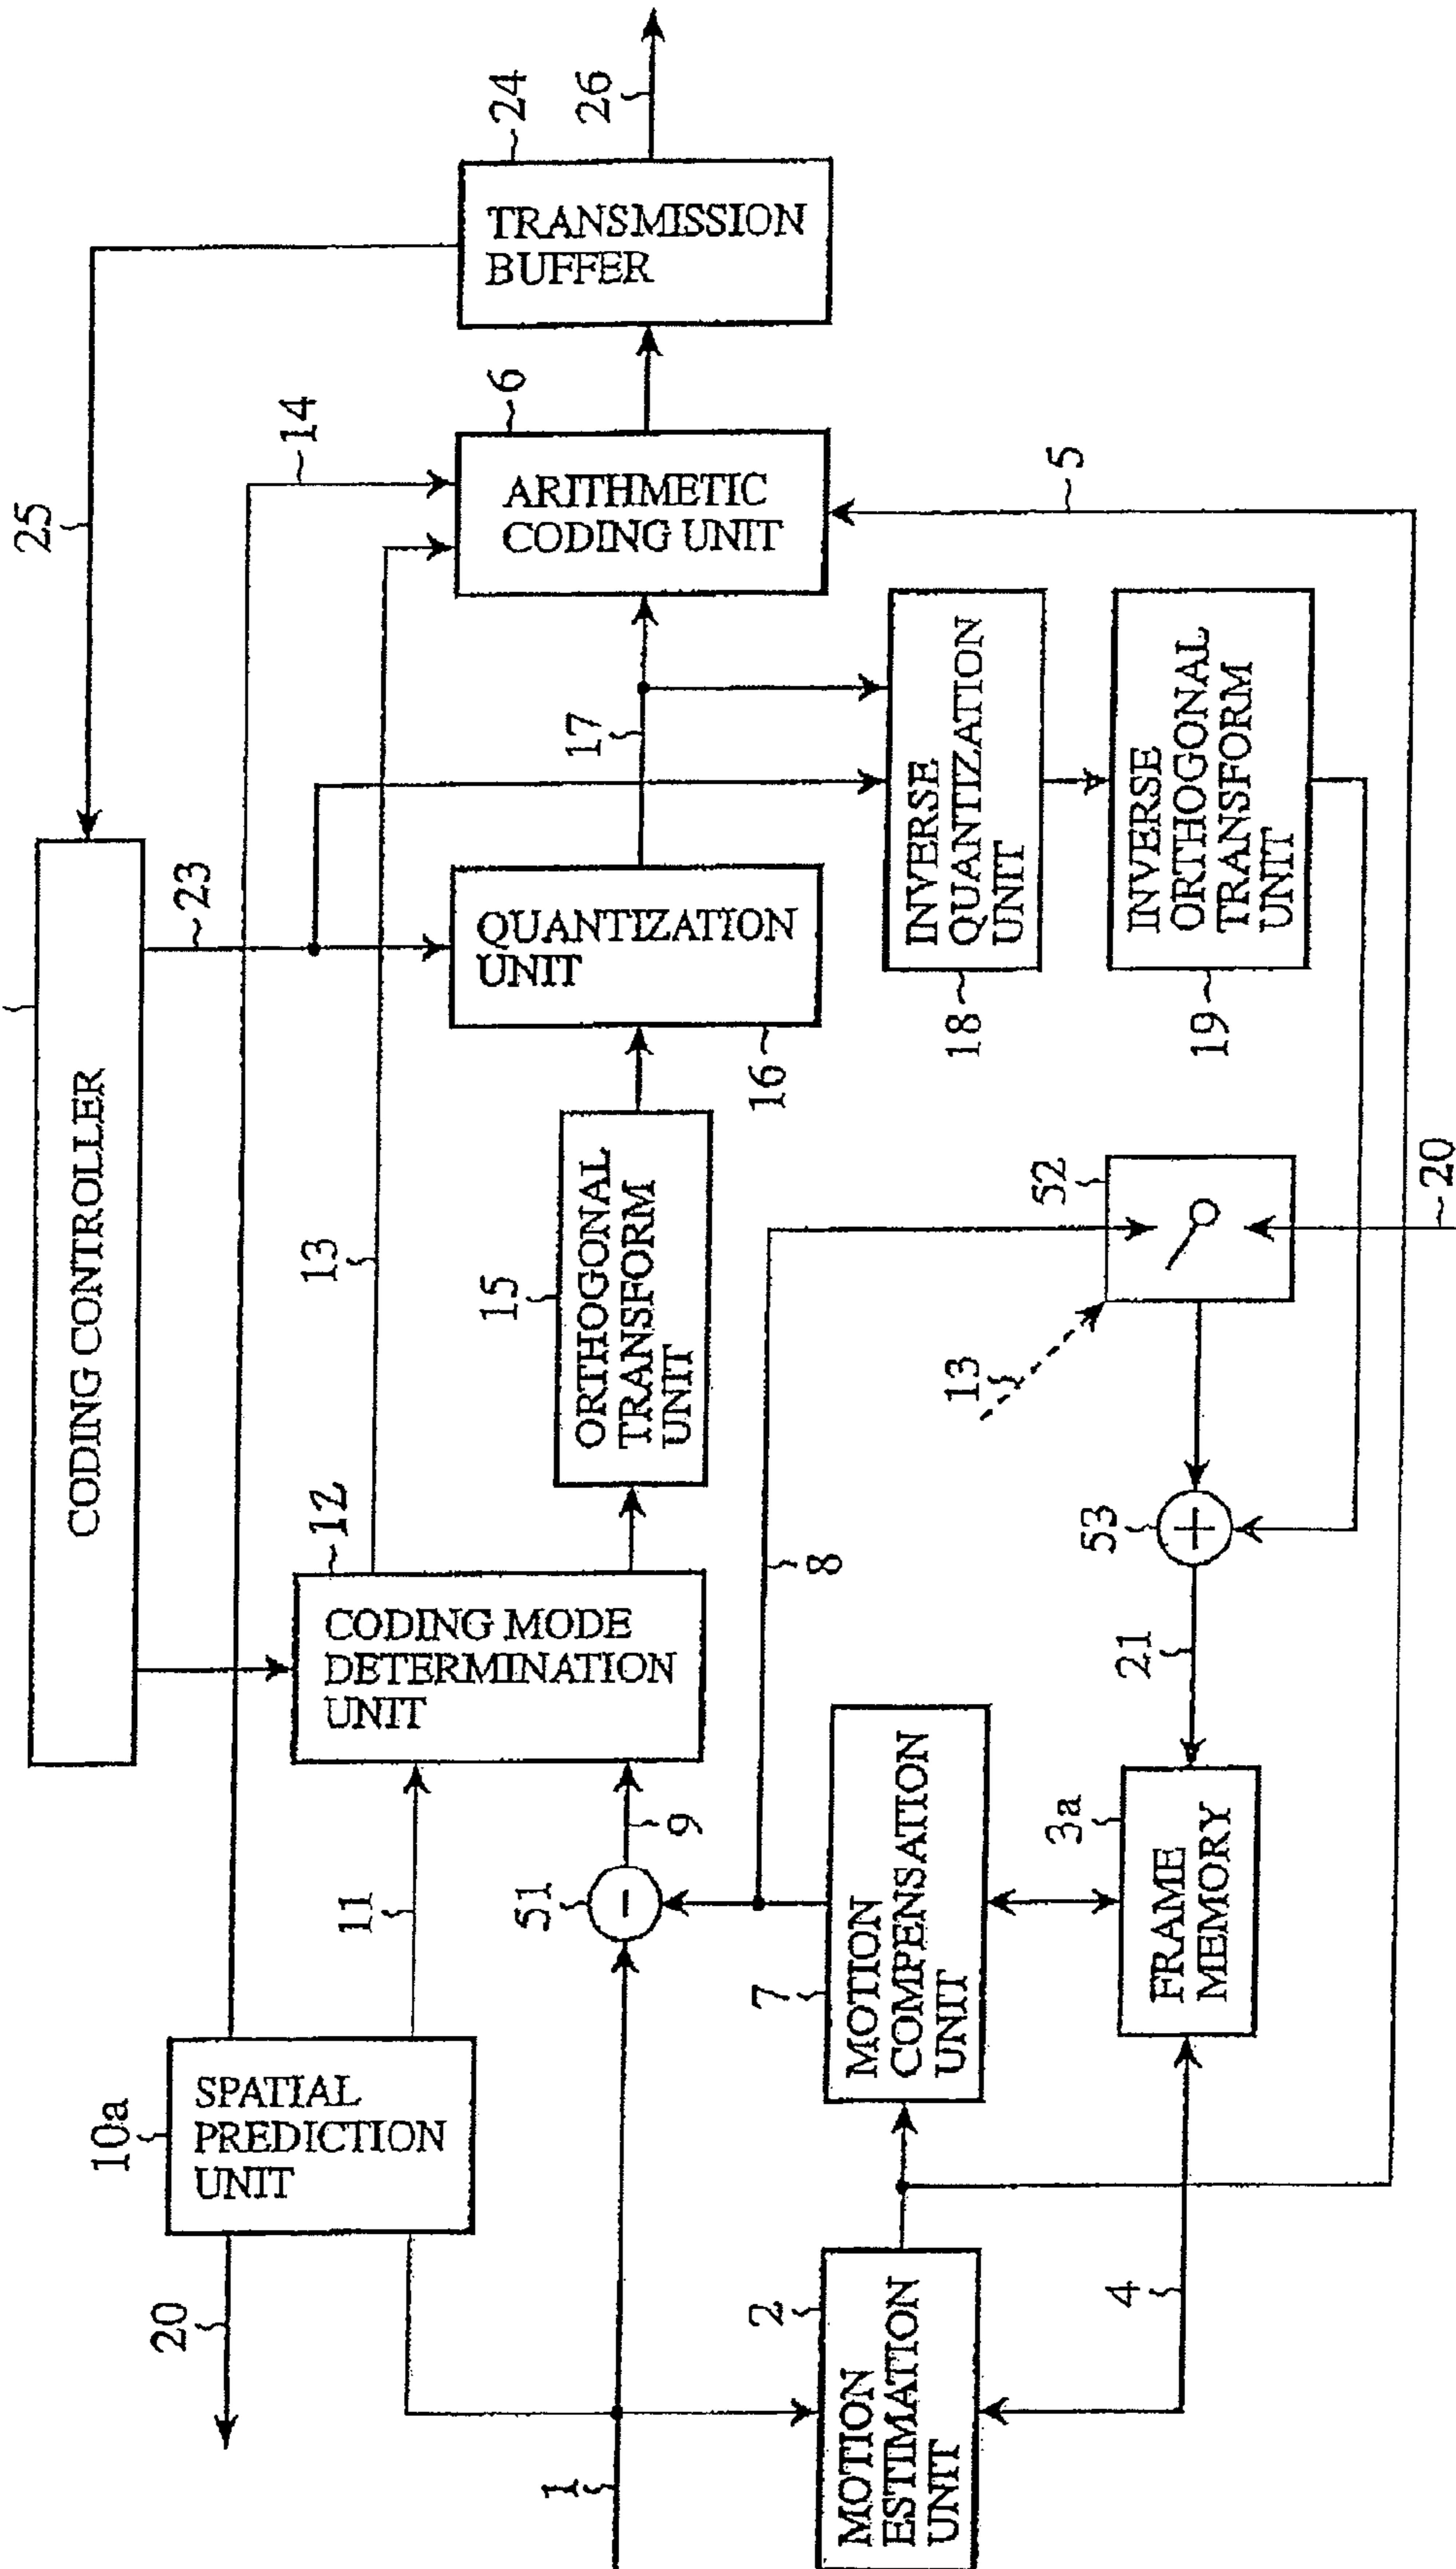 CODING CONTROLLER
25
23
14
13
24
TRANSMISSION
BUFFER
26
6
ARITHMETIC
CODING UNIT
5
17
QUANTIZATION
UNIT
16
15
ORTHOGONAL
TRANSFORM
UNIT
12
CODING MODE
DETERMINATION
UNIT
11
9
51
10a
SPATIAL
PREDICTION
UNIT
20
1
INVERSE
QUANTIZATION
UNIT
18
INVERSE
ORTHOGONAL
TRANSFORM
UNIT
19
8
52
13
20
53
21
7
MOTION
COMPENSATION
UNIT
3a
FRAME
MEMORY
2
MOTION
ESTIMATION
UNIT
4